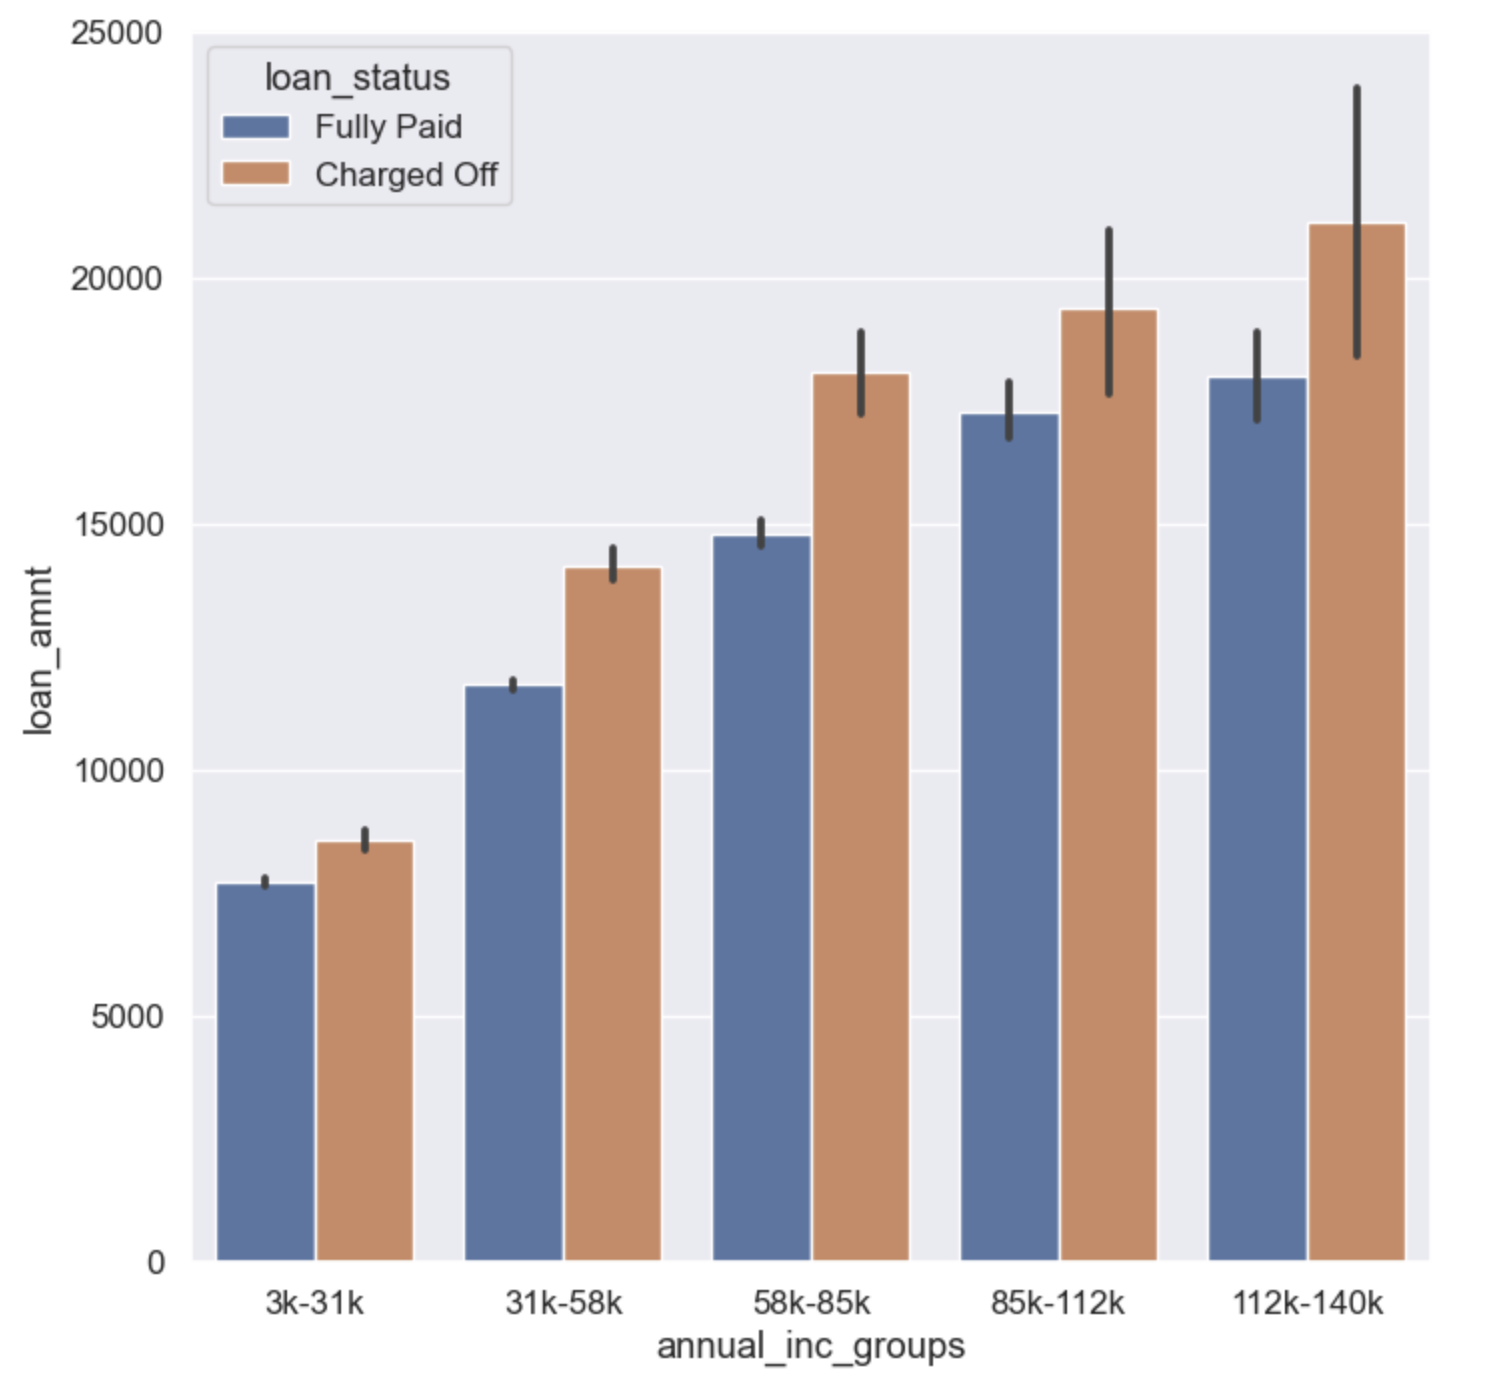 25000
20000
15000
10000
5000
0
loan_amnt
loan_status
Fully Paid
Charged Off
3k-31k 31k-58k 58k-85k 85k-112k 112k-140k
annual_inc_groups